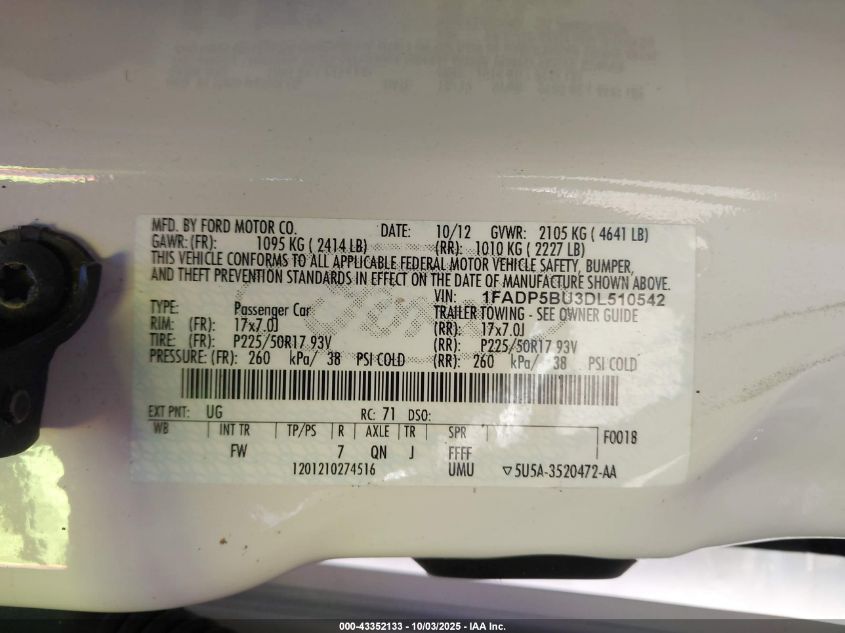 MFD. BY FORD MOTOR CO. DATE: 10/12 GVWR: 2105 KG ( 4641 LB)
GAWR: (FR): 1095 KG ( 2414 LB) (RR): 1010 KG ( 2227 LB)
THIS VEHICLE CONFORMS TO ALL APPLICABLE FEDERAL MOTOR VEHICLE SAFETY, BUMPER,
AND THEFT PREVENTION STANDARDS IN EFFECT ON THE DATE OF MANUFACTURE SHOWN ABOVE.
VIN: 1FADP5BU3DL510542
TYPE: Passenger Car TRAILER TOWING - SEE OWNER GUIDE
RIM: (FR): 17x7.0J (RR): 17x7.0J
TIRE: (FR): P225/50R17 93V (RR): P225/50R17 93V
PRESSURE: (FR): 260 kPa/ 38 PSI COLD (RR): 260 kPa/ 38 PSI COLD
EXT PNT: UG RC: 71 DSO:
WB INT TR TP/PS R AXLE TR SPR F0018
FW 7 QN J FFFF
1201210274516 UMU ▽5U5A-3520472-AA
000-43352133 - 10/03/2025 - IAA Inc.